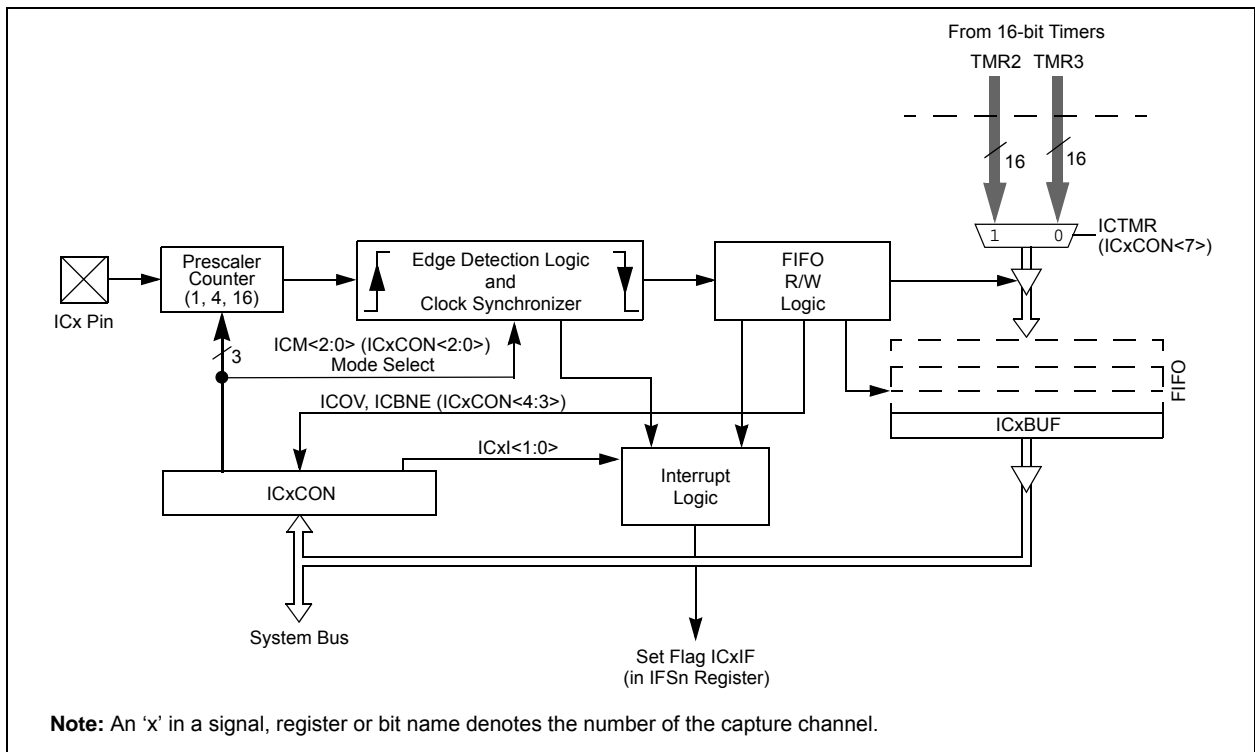 From 16-bit Timers
TMR2 TMR3
16 16
1 0
ICTMR
(ICxCON<7>)
Prescaler
Counter
(1, 4, 16)
Edge Detection Logic
and
Clock Synchronizer
FIFO
R/W
Logic
ICx Pin
3
ICM<2:0> (ICxCON<2:0>)
Mode Select
FIFO
ICOV, ICBNE (ICxCON<4:3>)
ICxBUF
ICxI<1:0>
Interrupt
Logic
ICxCON
System Bus
Set Flag ICxIF
(in IFSn Register)
Note: An ‘x’ in a signal, register or bit name denotes the number of the capture channel.